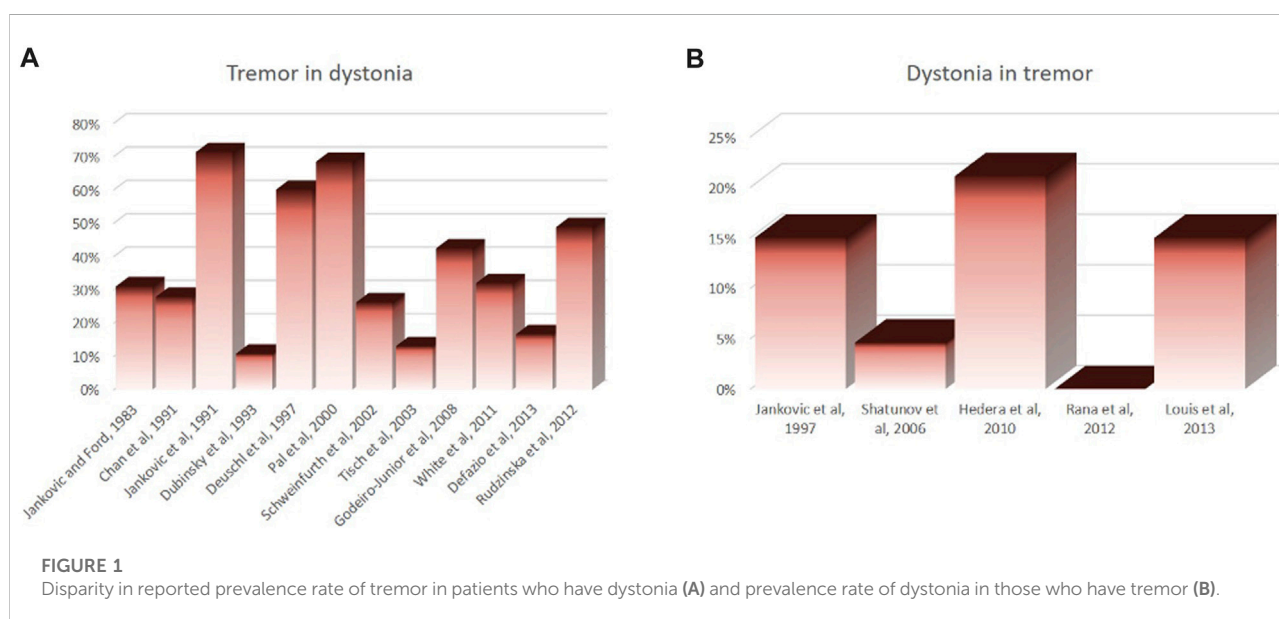 A
Tremor in dystonia
80%
70%
60%
50%
40%
30%
20%
10%
0%
Jankovic and Ford, 1983
Chan et al, 1991
Jankovic et al, 1991
Dubinsky et al, 1993
Deuschl et al, 1997
Pal et al, 2000
Schweinfurth et al, 2002
Tisch et al, 2003
Godeiro-Junior et al, 2008
White et al, 2011
Defazio et al, 2013
Rudzinska et al, 2012
B
Dystonia in tremor
25%
20%
15%
10%
5%
0%
Jankovic et al,
1997
Shatunov et
al, 2006
Hedera et al,
2010
Rana et al,
2012
Louis et al,
2013
FIGURE 1
Disparity in reported prevalence rate of tremor in patients who have dystonia (A) and prevalence rate of dystonia in those who have tremor (B).